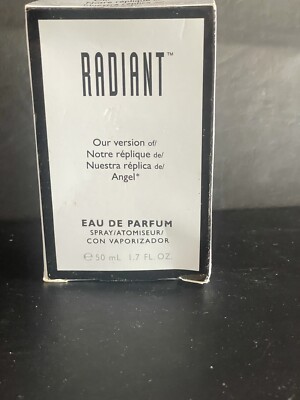 RADIANT™
Our version of/
Notre réplique de/
Nuestra réplica de/
Angel*
EAU DE PARFUM
SPRAY/ATOMISEUR/
CON VAPORIZADOR
℮ 50 mL 1.7 FL. OZ.